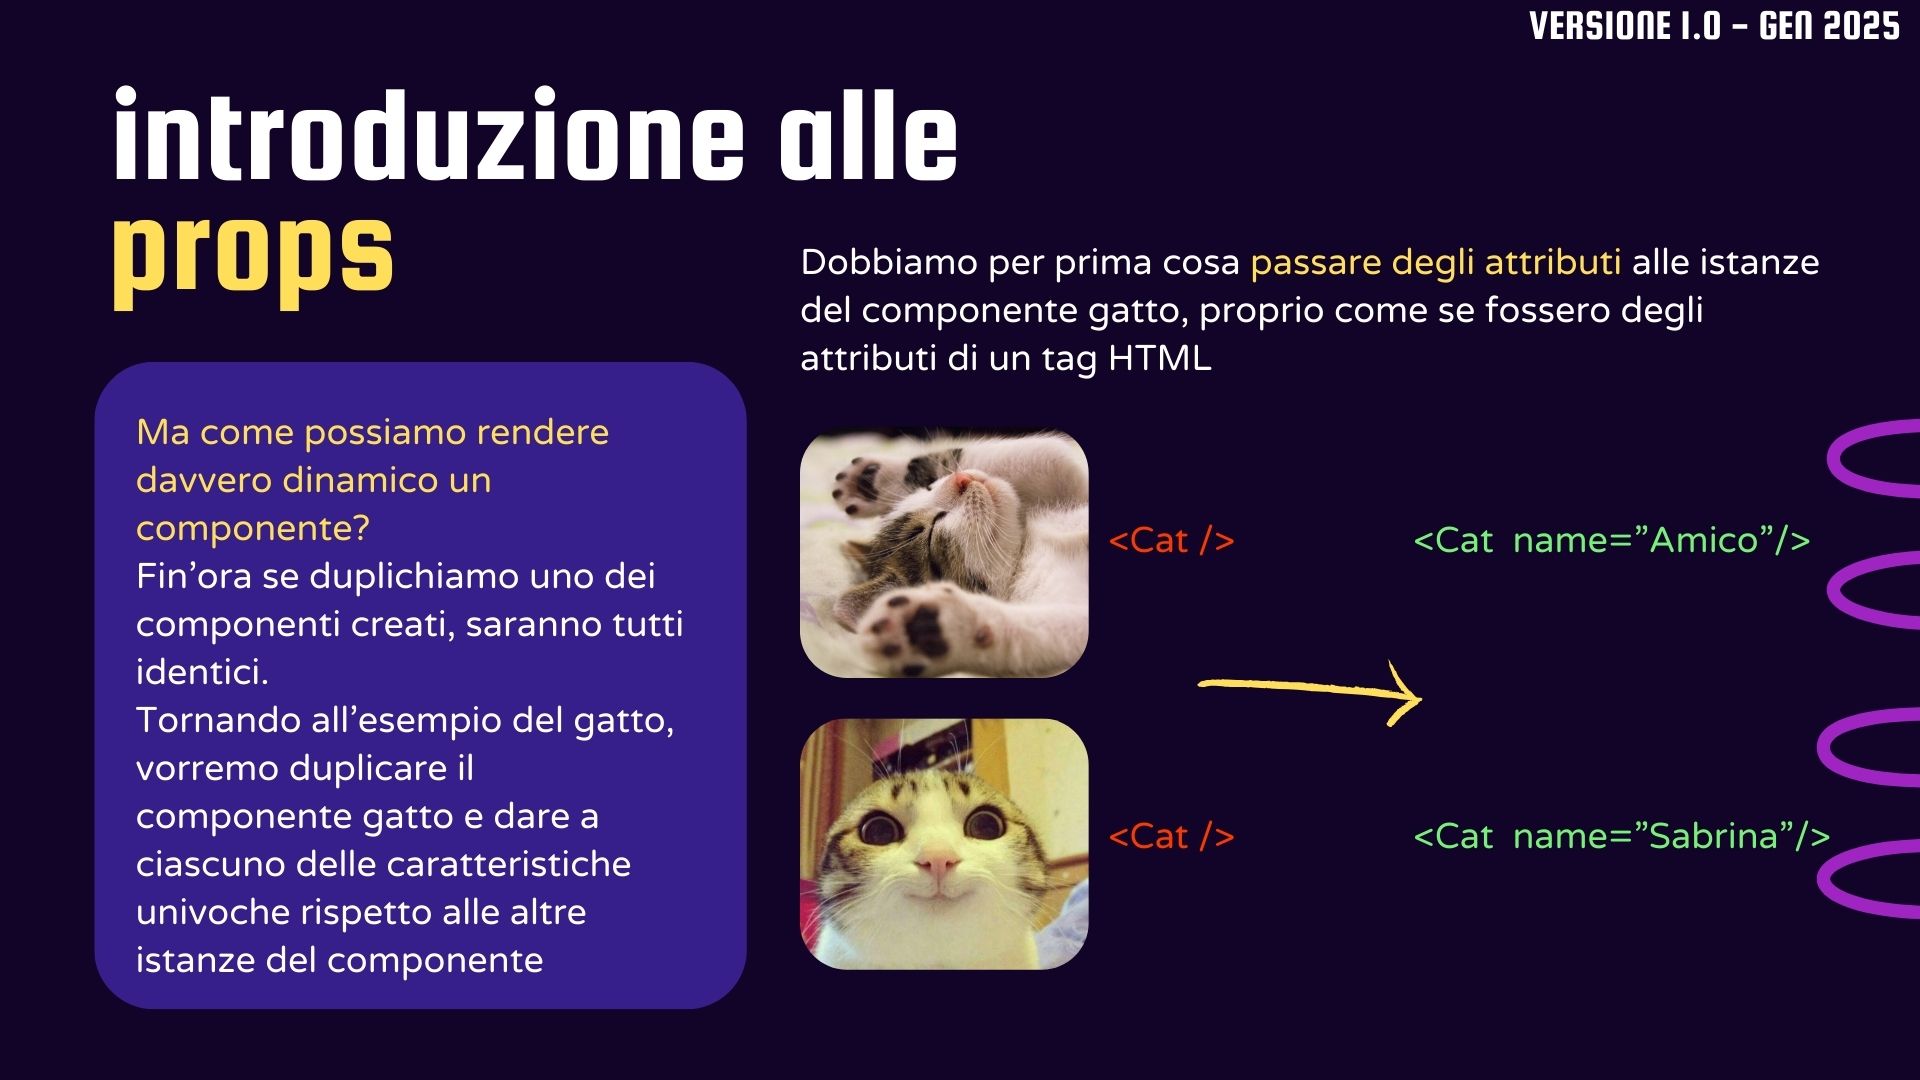 VERSIONE 1.0 - GEN 2025
introduzione alle
props
Dobbiamo per prima cosa passare degli attributi alle istanze
del componente gatto, proprio come se fossero degli
attributi di un tag HTML
Ma come possiamo rendere
davvero dinamico un
componente?
Fin’ora se duplichiamo uno dei
componenti creati, saranno tutti
identici.
Tornando all’esempio del gatto,
vorremo duplicare il
componente gatto e dare a
ciascuno delle caratteristiche
univoche rispetto alle altre
istanze del componente
<Cat />
<Cat  name=”Amico”/>
<Cat />
<Cat  name=”Sabrina”/>